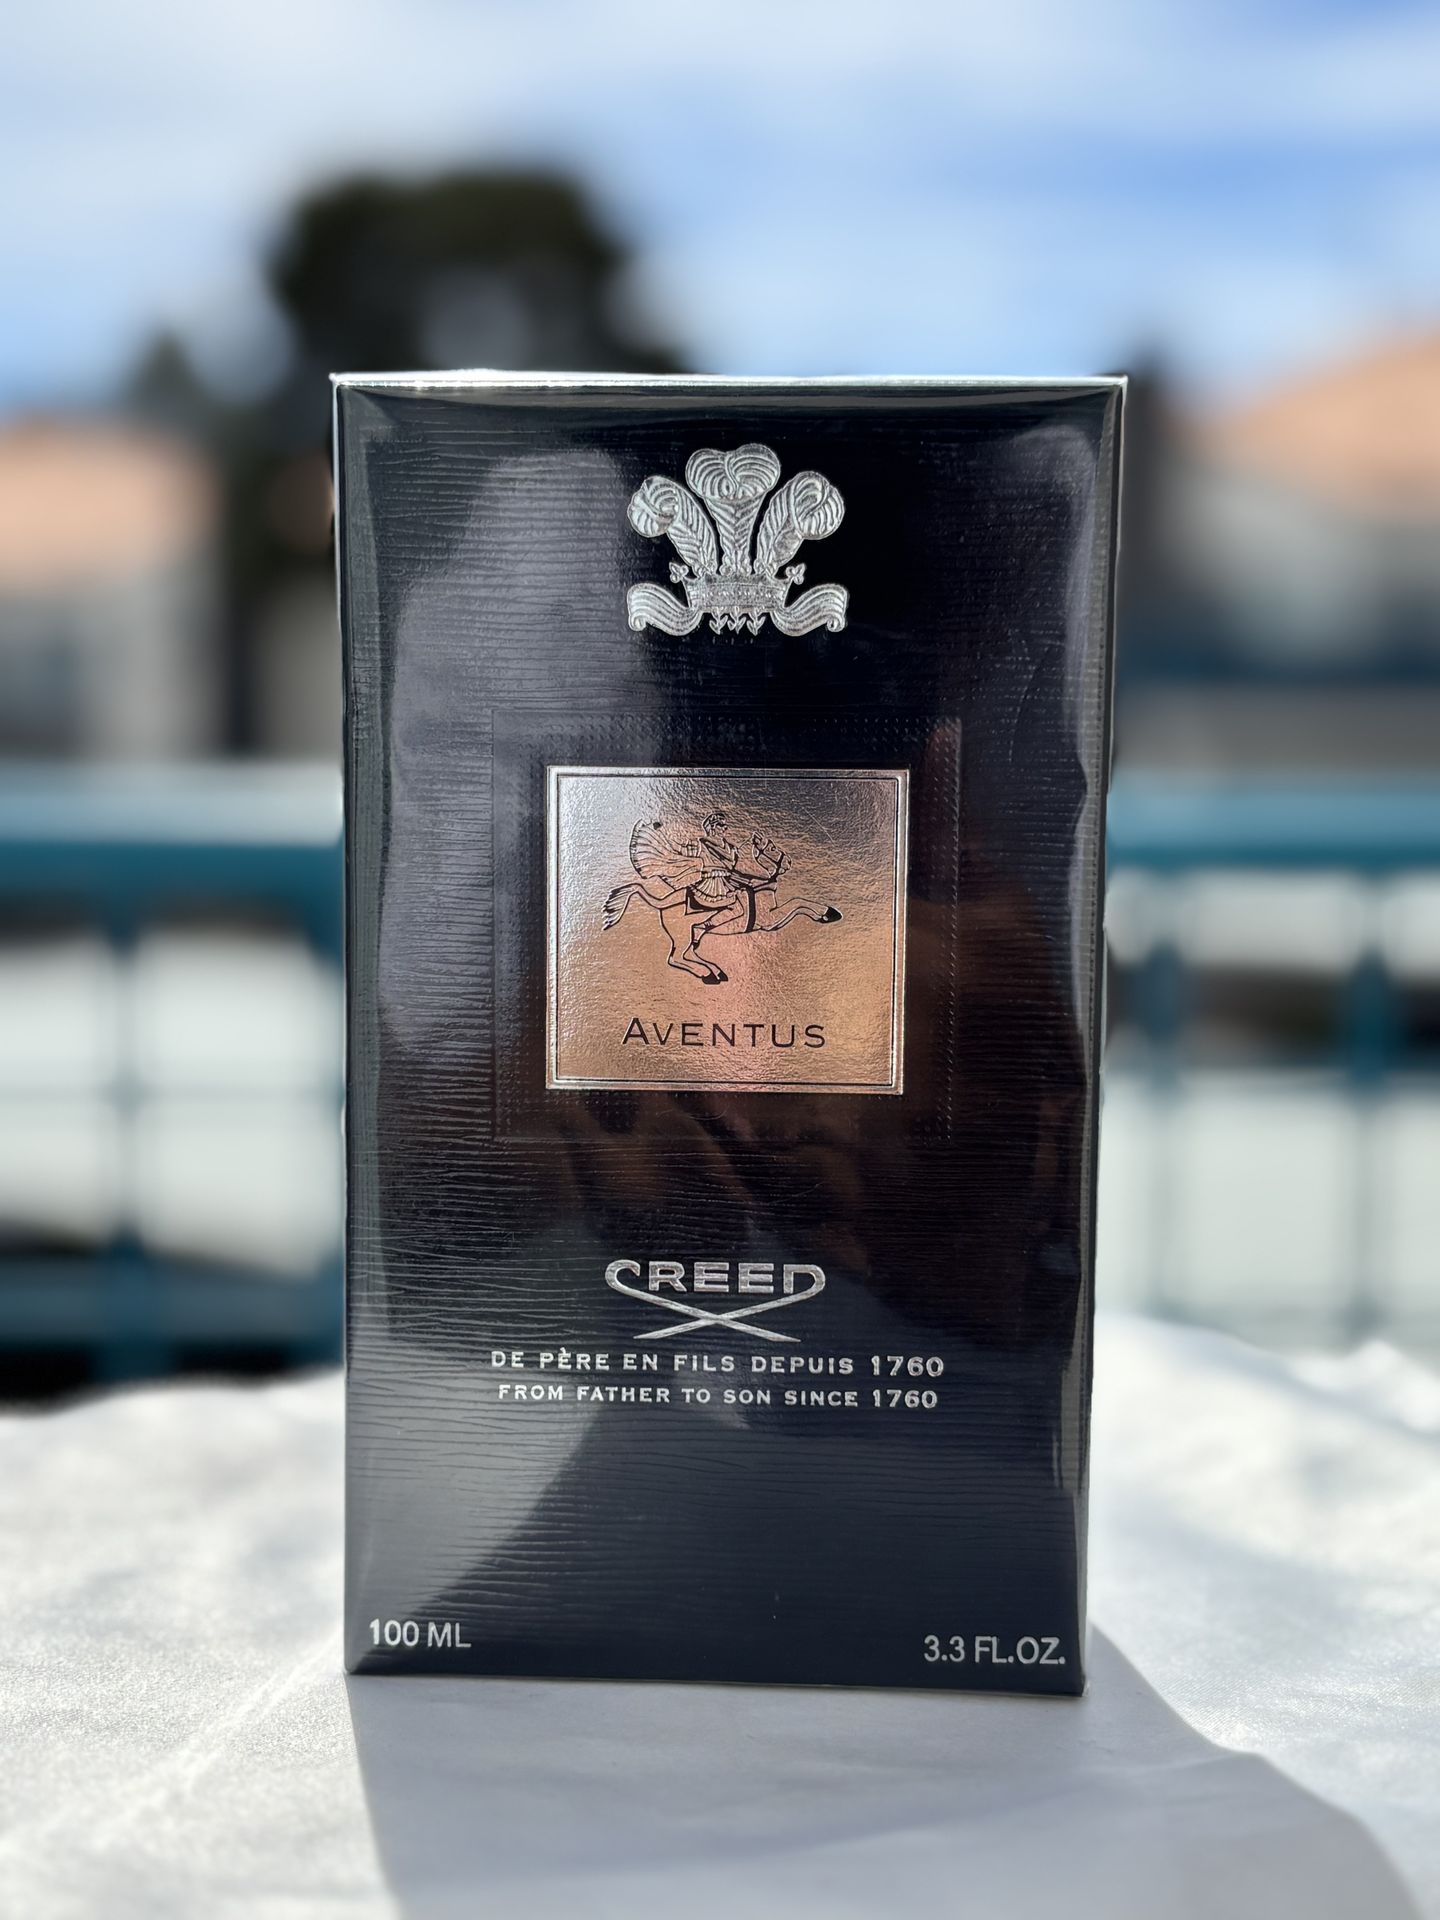 AVENTUS
CREED
DE PÈRE EN FILS DEPUIS 1760
FROM FATHER TO SON SINCE 1760
100 ML
3.3 FL.OZ.